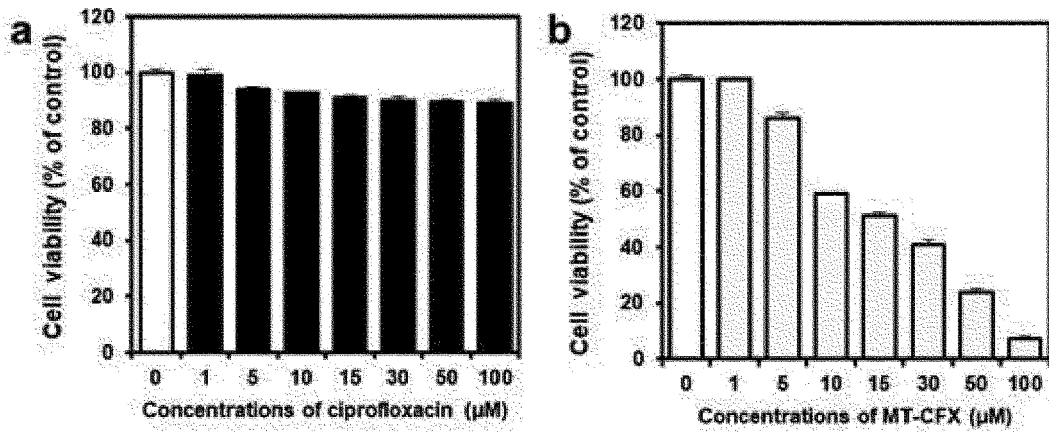 a
Cell viability (% of control)
120
100
80
60
40
20
0
0 1 5 10 15 30 50 100
Concentrations of ciprofloxacin (µM)
b
Cell viability (% of control)
120
100
80
60
40
20
0
0 1 5 10 15 30 50 100
Concentrations of MT-CFX (µM)